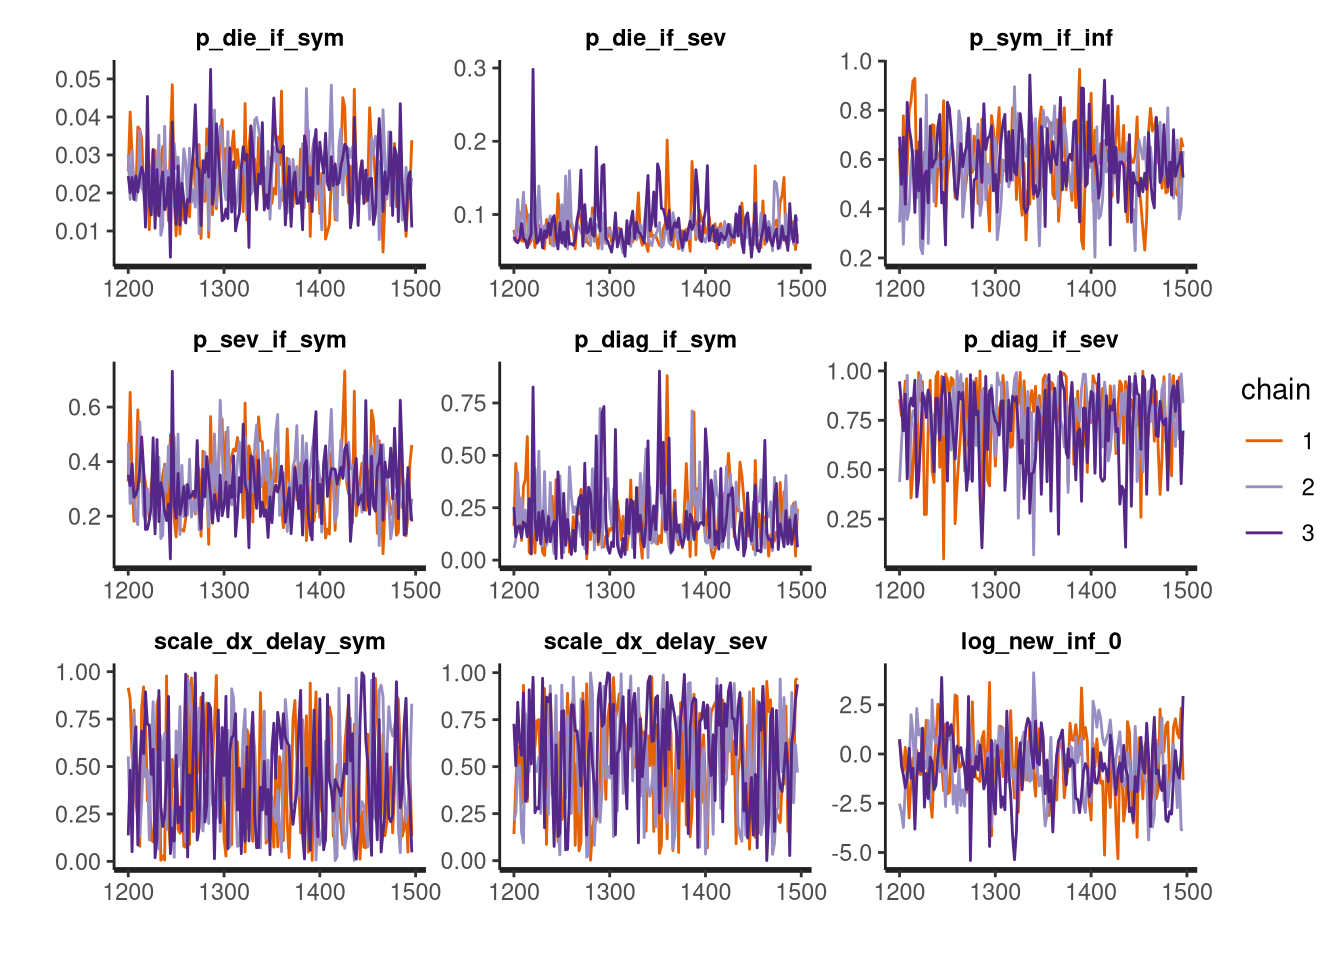 p_die_if_sym p_die_if_sev p_sym_if_inf
0.05 0.3 1.0
0.04 0.8
0.03 0.2 0.6
0.02 0.4
0.01 0.1 0.2
1200 1300 1400 1500 1200 1300 1400 1500 1200 1300 1400 1500
p_sev_if_sym p_diag_if_sym p_diag_if_sev
0.6 0.75 1.00
0.4 0.50 0.75
0.2 0.25 0.50
0.00 0.25
1200 1300 1400 1500 1200 1300 1400 1500 1200 1300 1400 1500
scale_dx_delay_sym scale_dx_delay_sev log_new_inf_0
1.00 1.00 2.5
0.75 0.75 0.0
0.50 0.50 -2.5
0.25 0.25 -5.0
0.00 0.00
1200 1300 1400 1500 1200 1300 1400 1500 1200 1300 1400 1500
chain
1
2
3